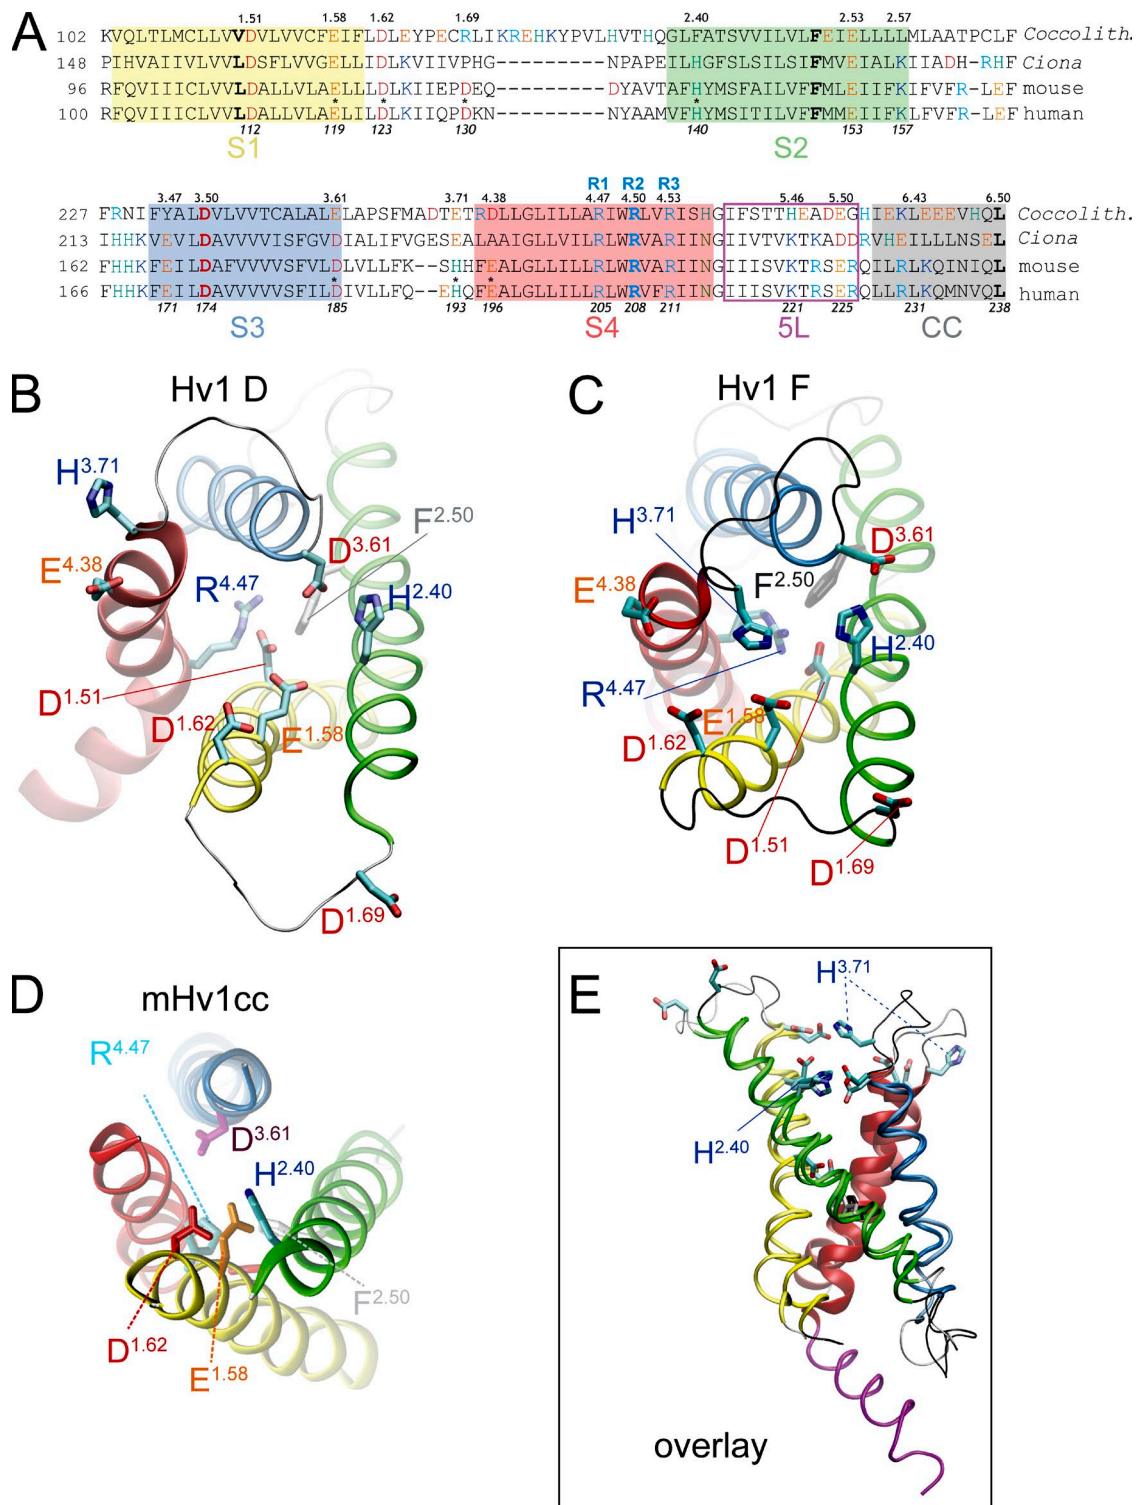 A
1.51 1.58 1.62 1.69 2.40 2.53 2.57
102 KVQLTLMCLLVVDVLVVCFEIFLDLEYPECRLIKREHKYPVLHVTHQGLFATSVVILVLFEIELLLLMLAATPCLF Coccolith.
148 PIHVAIIVLVVLDSFLVVGELLIDLKVIIVPHG-----------NPAPEILHGFSLSILSIFMVEIALKIIADH-RHF Ciona
96 RFQVIIICLVVLDALLVLAELLLDLKIIEPDEQ-----------DYAVTAFHYMSFAILVFFMLEIIFKIFVFR-LEF mouse
100 RFQVIIICLVVLDALLVLAELILDLKIIQPDKN-----------NYAAMVFHYMSITILVFFMMEIIFKLFVFR-LEF human
* * * *
112 119 123 130 140 153 157
S1 S2
R1 R2 R3
3.47 3.50 3.61 3.71 4.38 4.47 4.50 4.53 5.46 5.50 6.43 6.50
227 FRNIFYALDVLVVTCALALELAPSFMADTETRDLLGLILLARIWRLVRISHGIFSTTHEADEGHIEKLEEEVHQL Coccolith.
213 IHHKVEVLDAVVVVISFGVDIALIFVGESEALAAIGLLVILRLWRVARIINGIIVTVKTKADDRVHEILLLNSEL Ciona
162 FHHKFEILDAFVVVVSFVLDLVLLFK--SHHFEALGLLILLRLWRVARIINGIIISVKTRSERQILRLKQINIQL mouse
166 FHHKFEILDAVVVVVSFILDIVLLFQ--EHQFEALGLLILLRLWRVFRIINGIIISVKTRSERQLLRLKQMNVQL human
* * *
171 174 185 193 196 205 208 211 221 225 231 238
S3 S4 5L CC
B
Hv1 D
H3.71
E4.38
R4.47
F2.50
D3.61
H2.40
D1.51
D1.62
E1.58
D1.69
C
Hv1 F
H3.71
D3.61
E4.38
F2.50
H2.40
R4.47
E1.58
D1.62
D1.51
D1.69
D
mHv1cc
R4.47
D3.61
H2.40
F2.50
D1.62
E1.58
E
H3.71
H2.40
overlay